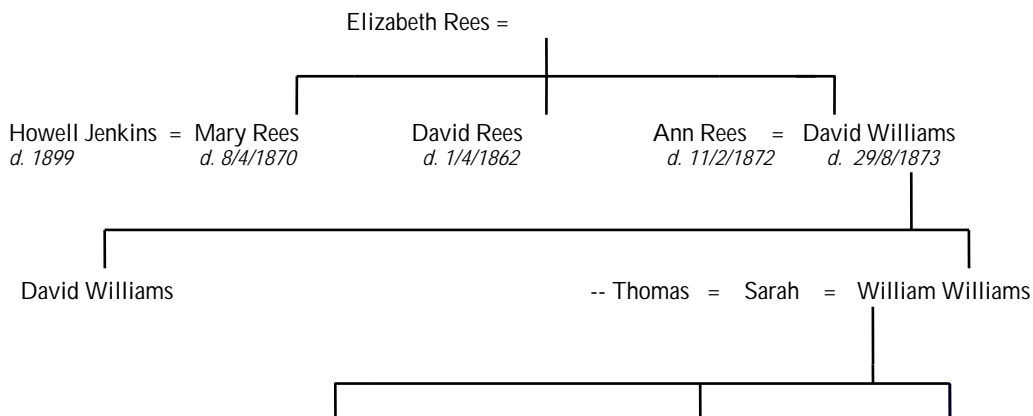 Elizabeth Rees =
Howell Jenkins = Mary Rees David Rees Ann Rees = David Williams
d. 1899 d. 8/4/1870 d. 1/4/1862 d. 11/2/1872 d. 29/8/1873
David Williams -- Thomas = Sarah = William Williams